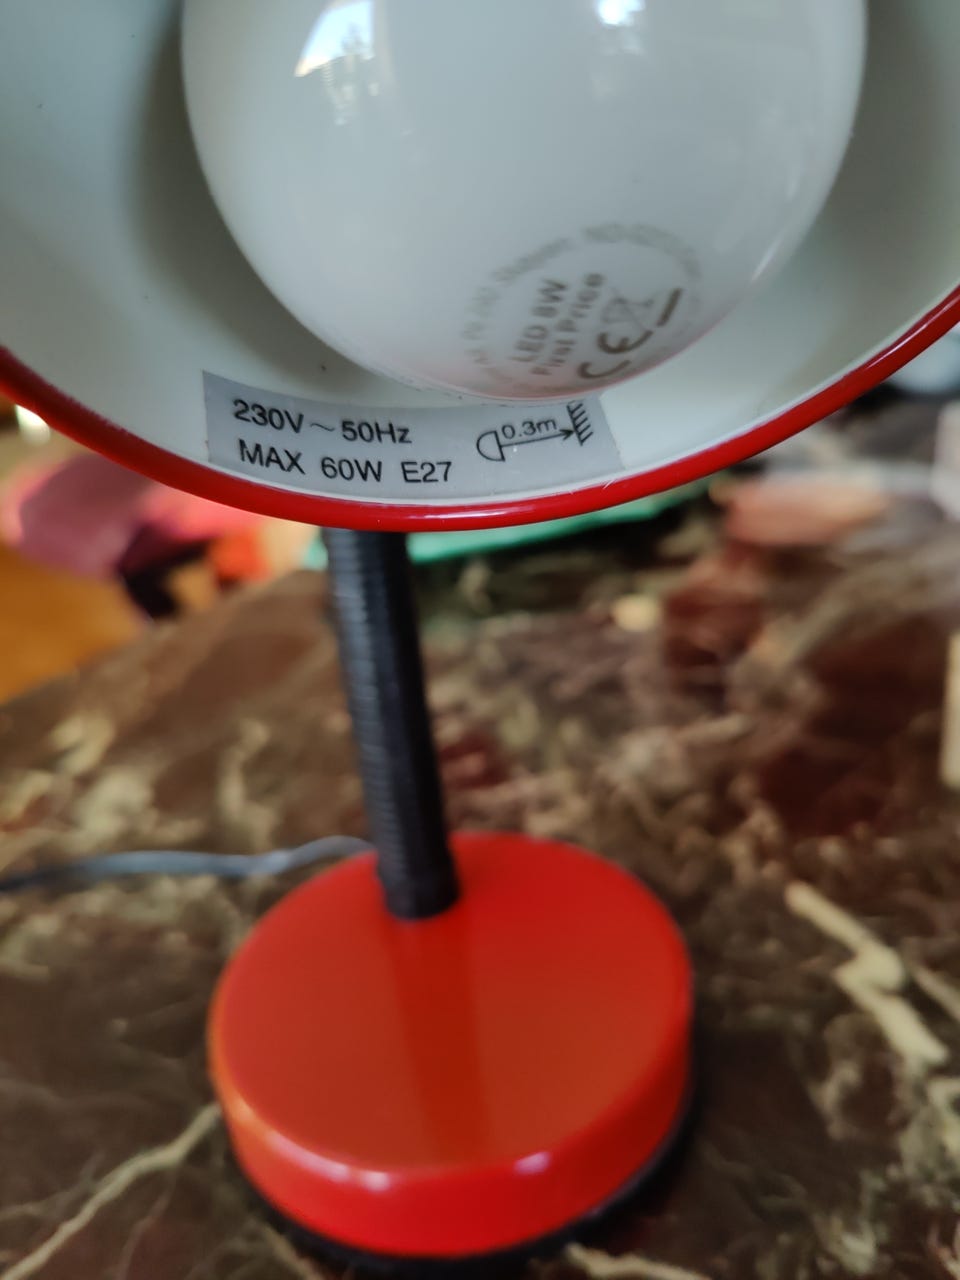 LED 8W
First Price
CE
230V~50Hz
MAX 60W E27
0.3m